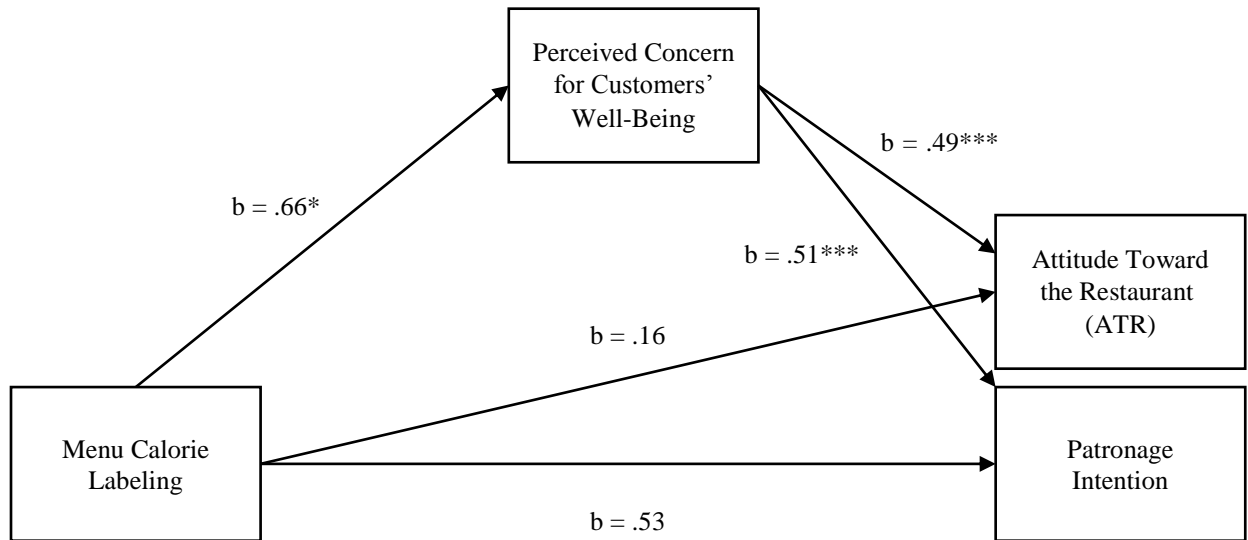 Perceived Concern
for Customers’
Well-Being
b = .49***
b = .66*
b = .51***
Attitude Toward
the Restaurant
(ATR)
b = .16
Menu Calorie
Labeling
Patronage
Intention
b = .53